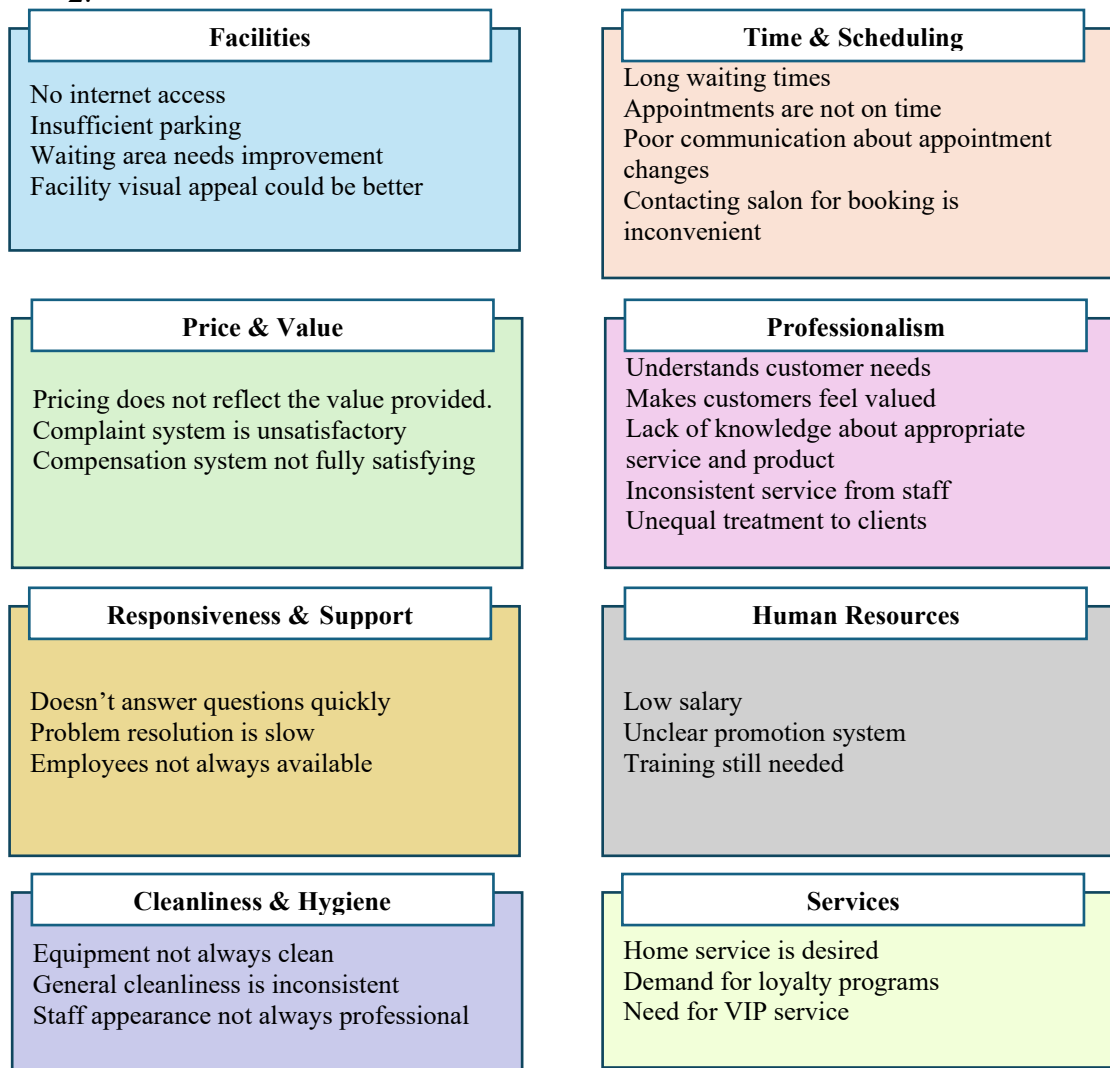 2.
Facilities
No internet access
Insufficient parking
Waiting area needs improvement
Facility visual appeal could be better
Time & Scheduling
Long waiting times
Appointments are not on time
Poor communication about appointment
changes
Contacting salon for booking is
inconvenient
Price & Value
Pricing does not reflect the value provided.
Complaint system is unsatisfactory
Compensation system not fully satisfying
Professionalism
Understands customer needs
Makes customers feel valued
Lack of knowledge about appropriate
service and product
Inconsistent service from staff
Unequal treatment to clients
Responsiveness & Support
Doesn’t answer questions quickly
Problem resolution is slow
Employees not always available
Human Resources
Low salary
Unclear promotion system
Training still needed
Cleanliness & Hygiene
Equipment not always clean
General cleanliness is inconsistent
Staff appearance not always professional
Services
Home service is desired
Demand for loyalty programs
Need for VIP service